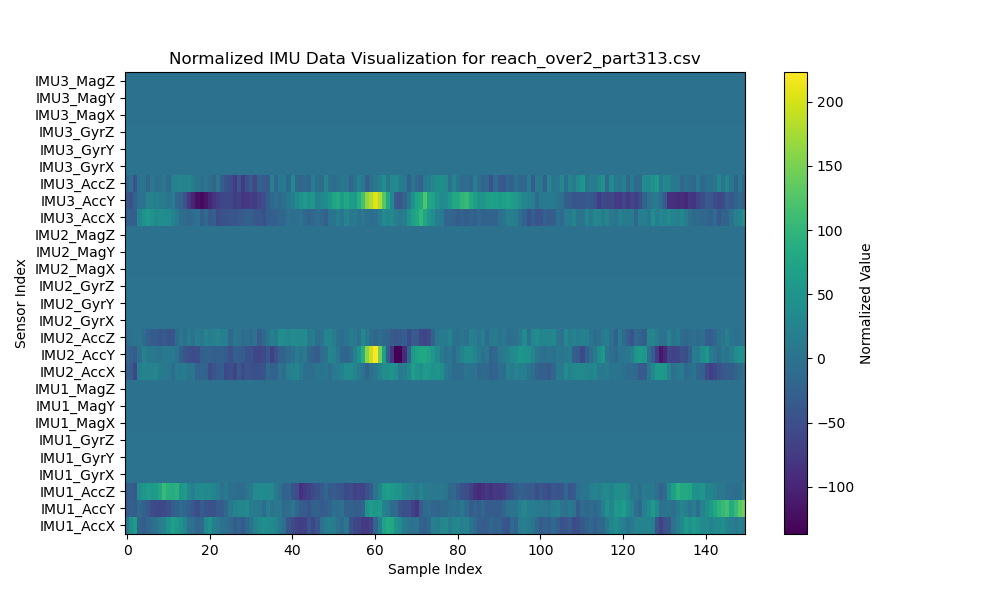 Normalized IMU Data Visualization for reach_over2_part313.csv
IMU3_MagZ
IMU3_MagY
IMU3_MagX
IMU3_GyrZ
IMU3_GyrY
IMU3_GyrX
IMU3_AccZ
IMU3_AccY
IMU3_AccX
IMU2_MagZ
IMU2_MagY
IMU2_MagX
IMU2_GyrZ
IMU2_GyrY
IMU2_GyrX
IMU2_AccZ
IMU2_AccY
IMU2_AccX
IMU1_MagZ
IMU1_MagY
IMU1_MagX
IMU1_GyrZ
IMU1_GyrY
IMU1_GyrX
IMU1_AccZ
IMU1_AccY
IMU1_AccX
Sensor Index
0 20 40 60 80 100 120 140
Sample Index
200
150
100
50
0
−50
−100
Normalized Value